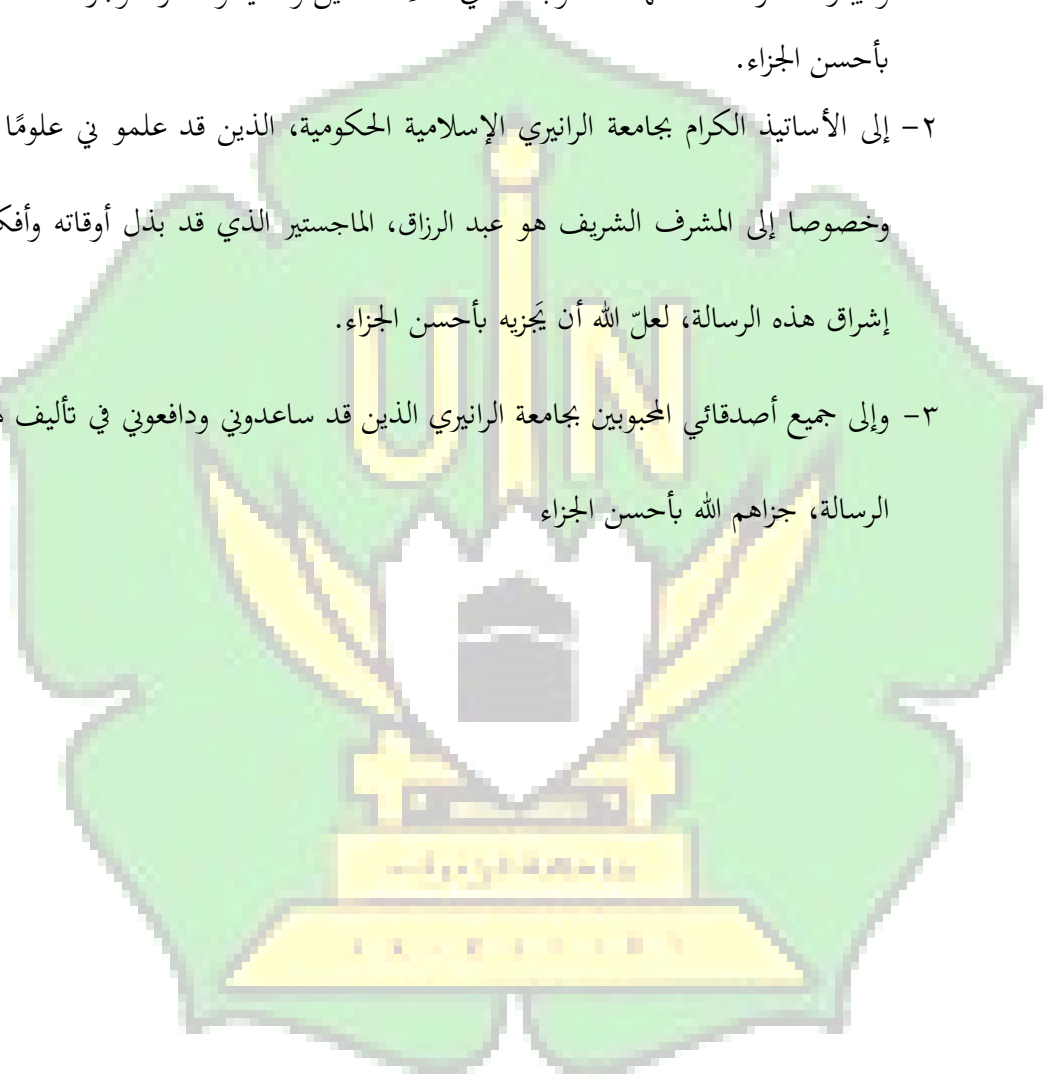 بأحسن الجزاء.
٢- إلى الأساتيذ الكرام بجامعة الرانيري الإسلامية الحكومية، الذين قد علمو ني علومًا
وخصوصا إلى المشرف الشريف هو عبد الرزاق، الماجستير الذي قد بذل أوقاته
إشراق هذه الرسالة، لعلّ الله أن يَجزيه بأحسن الجزاء.
٣- وإلى جميع أصدقائي المحبوبين بجامعة الرانيري الذين قد ساعدوني ودافعوني في تأليف
الرسالة، جزاهم الله بأحسن الجزاء
UIN